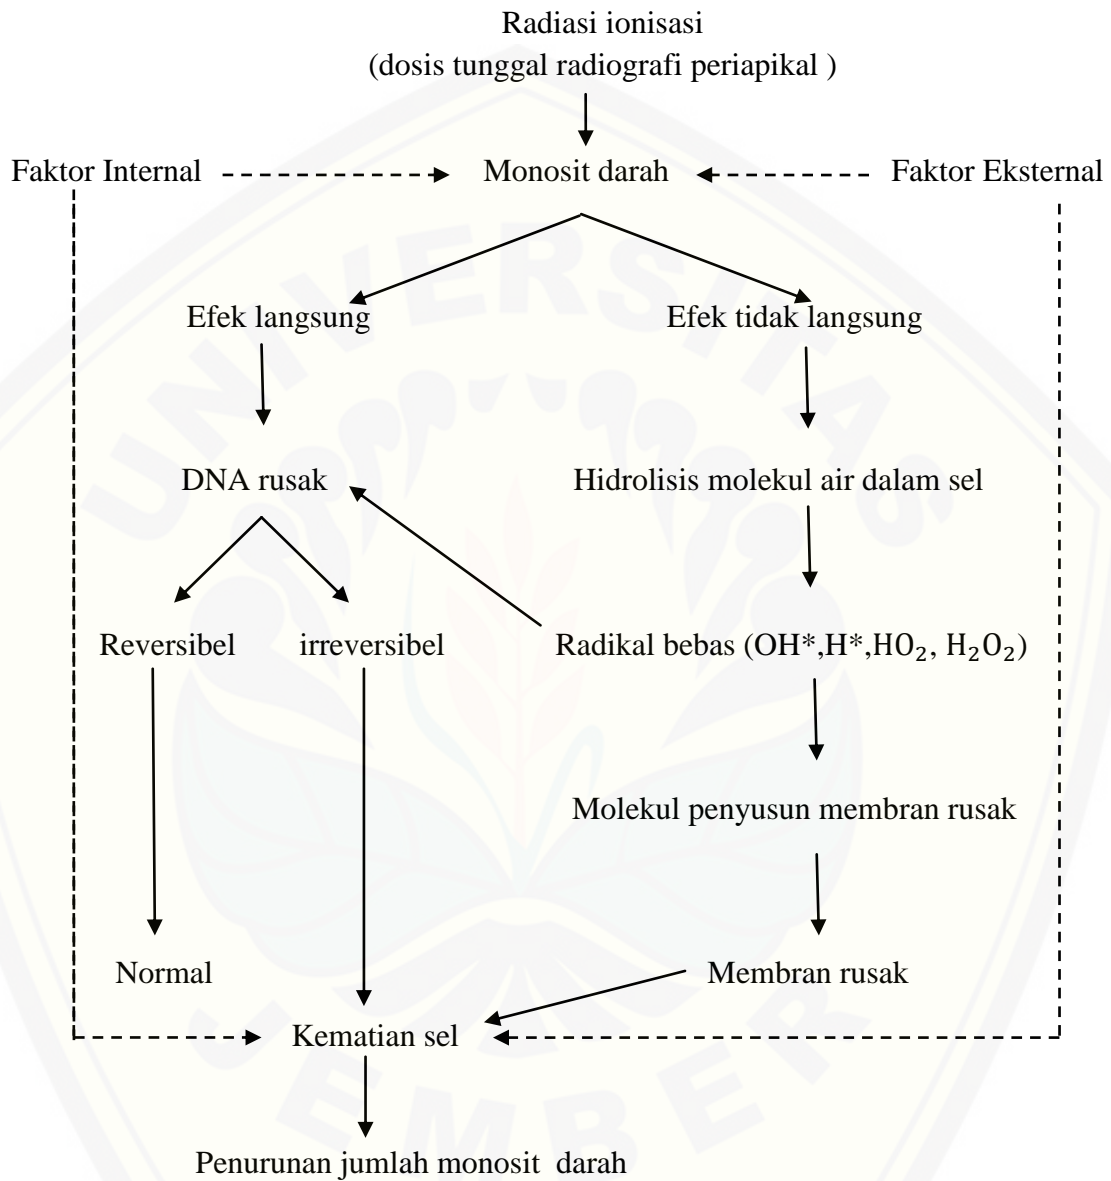 Radiasi ionisasi
(dosis tunggal radiografi periapikal )
Faktor Internal
Monosit darah
Faktor Eksternal
Efek langsung
Efek tidak langsung
DNA rusak
Hidrolisis molekul air dalam sel
Reversibel
irreversibel
Radikal bebas (OH*,H*,HO₂, H₂O₂)
Molekul penyusun membran rusak
Normal
Membran rusak
Kematian sel
Penurunan jumlah monosit darah
UNIVERSITAS
JEMBER